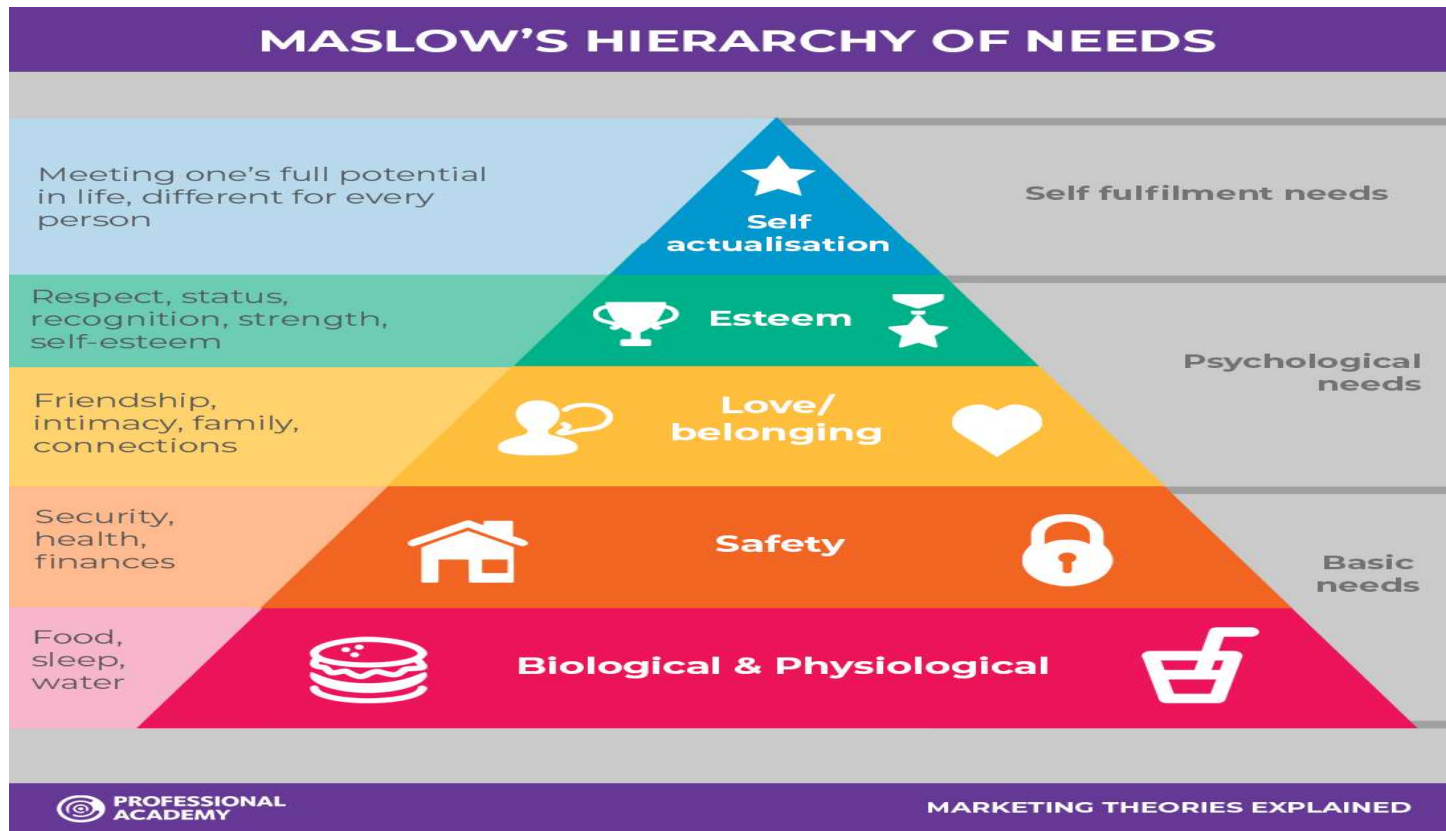 MASLOW'S HIERARCHY OF NEEDS
Meeting one's full potential
in life, different for every
person
Self
actualisation
Self fulfilment needs
Respect, status,
recognition, strength,
self-esteem
Esteem
Psychological
needs
Friendship,
intimacy, family,
connections
Love/
belonging
Security,
health,
finances
Safety
Basic
needs
Food,
sleep,
water
Biological & Physiological
PROFESSIONAL
ACADEMY
MARKETING THEORIES EXPLAINED